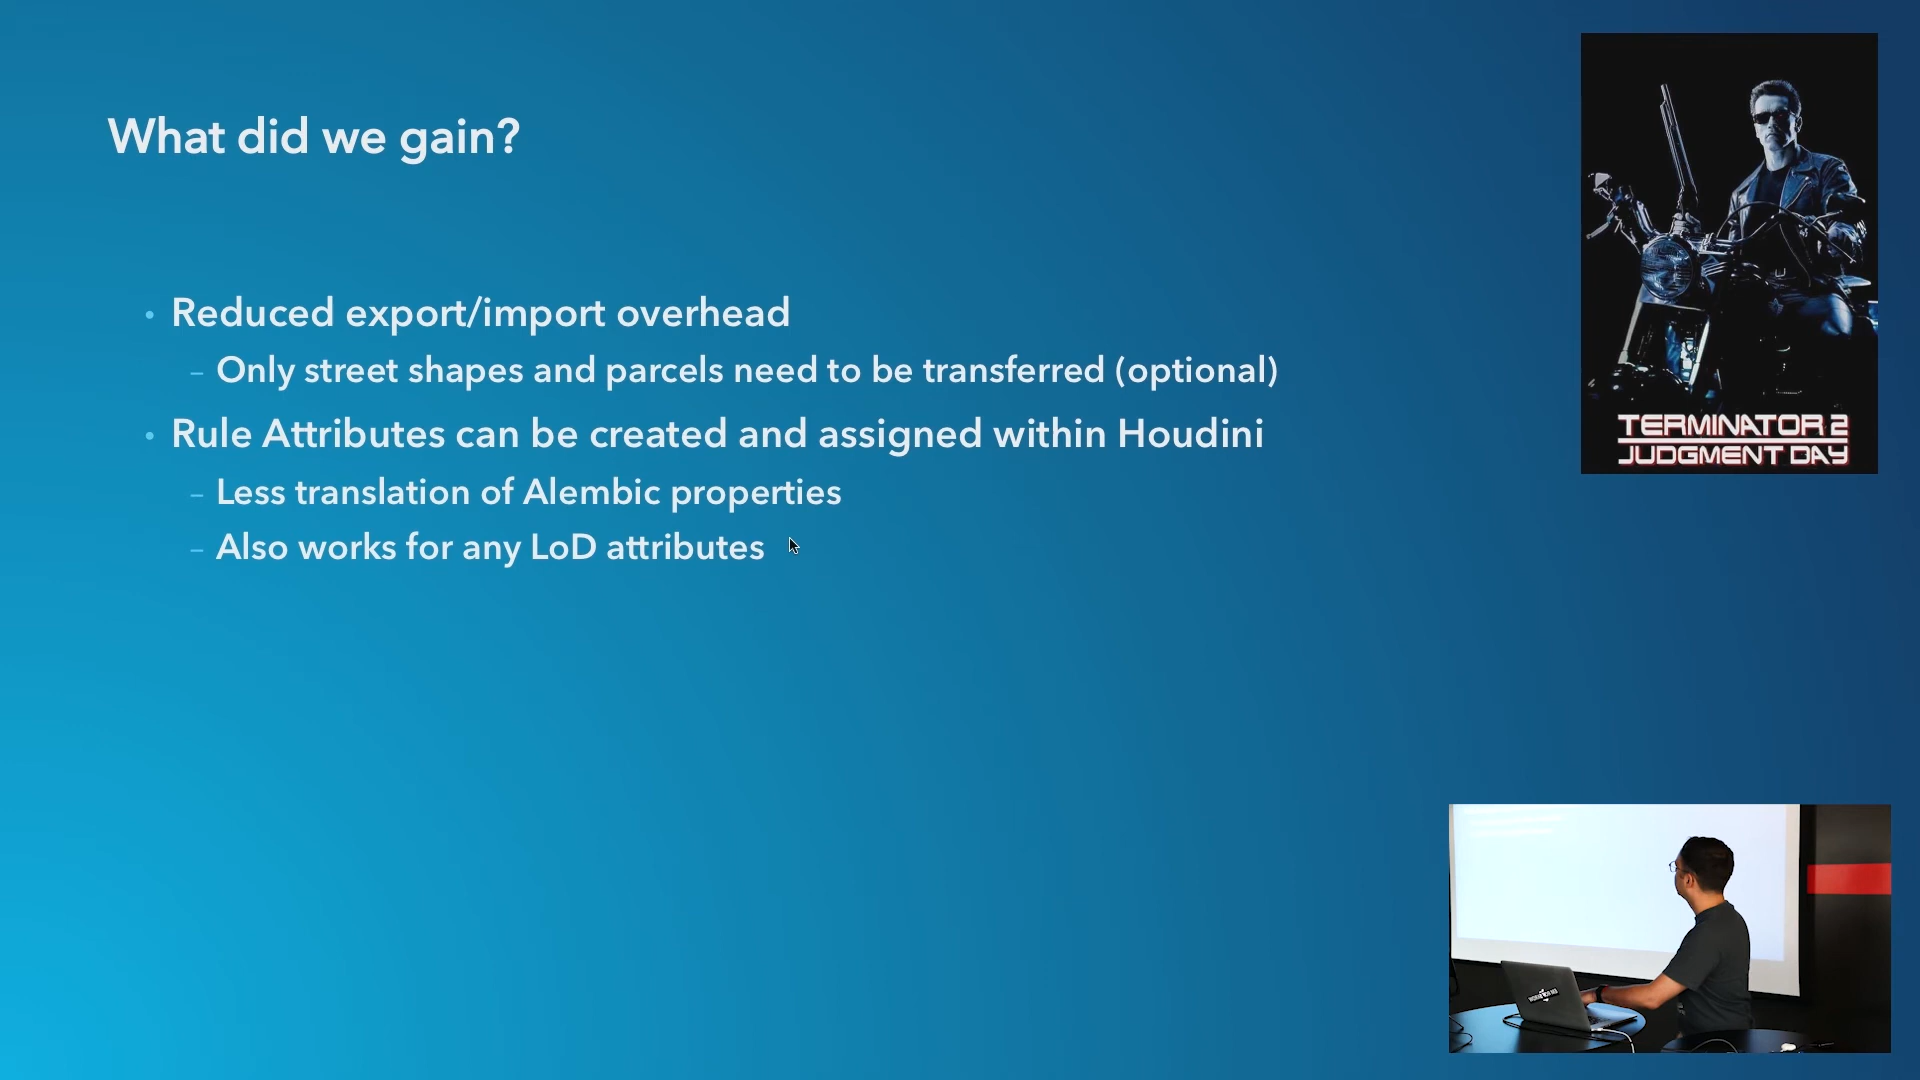 What did we gain?
• Reduced export/import overhead
– Only street shapes and parcels need to be transferred (optional)
• Rule Attributes can be created and assigned within Houdini
– Less translation of Alembic properties
– Also works for any LoD attributes
TERMINATOR 2
JUDGMENT DAY